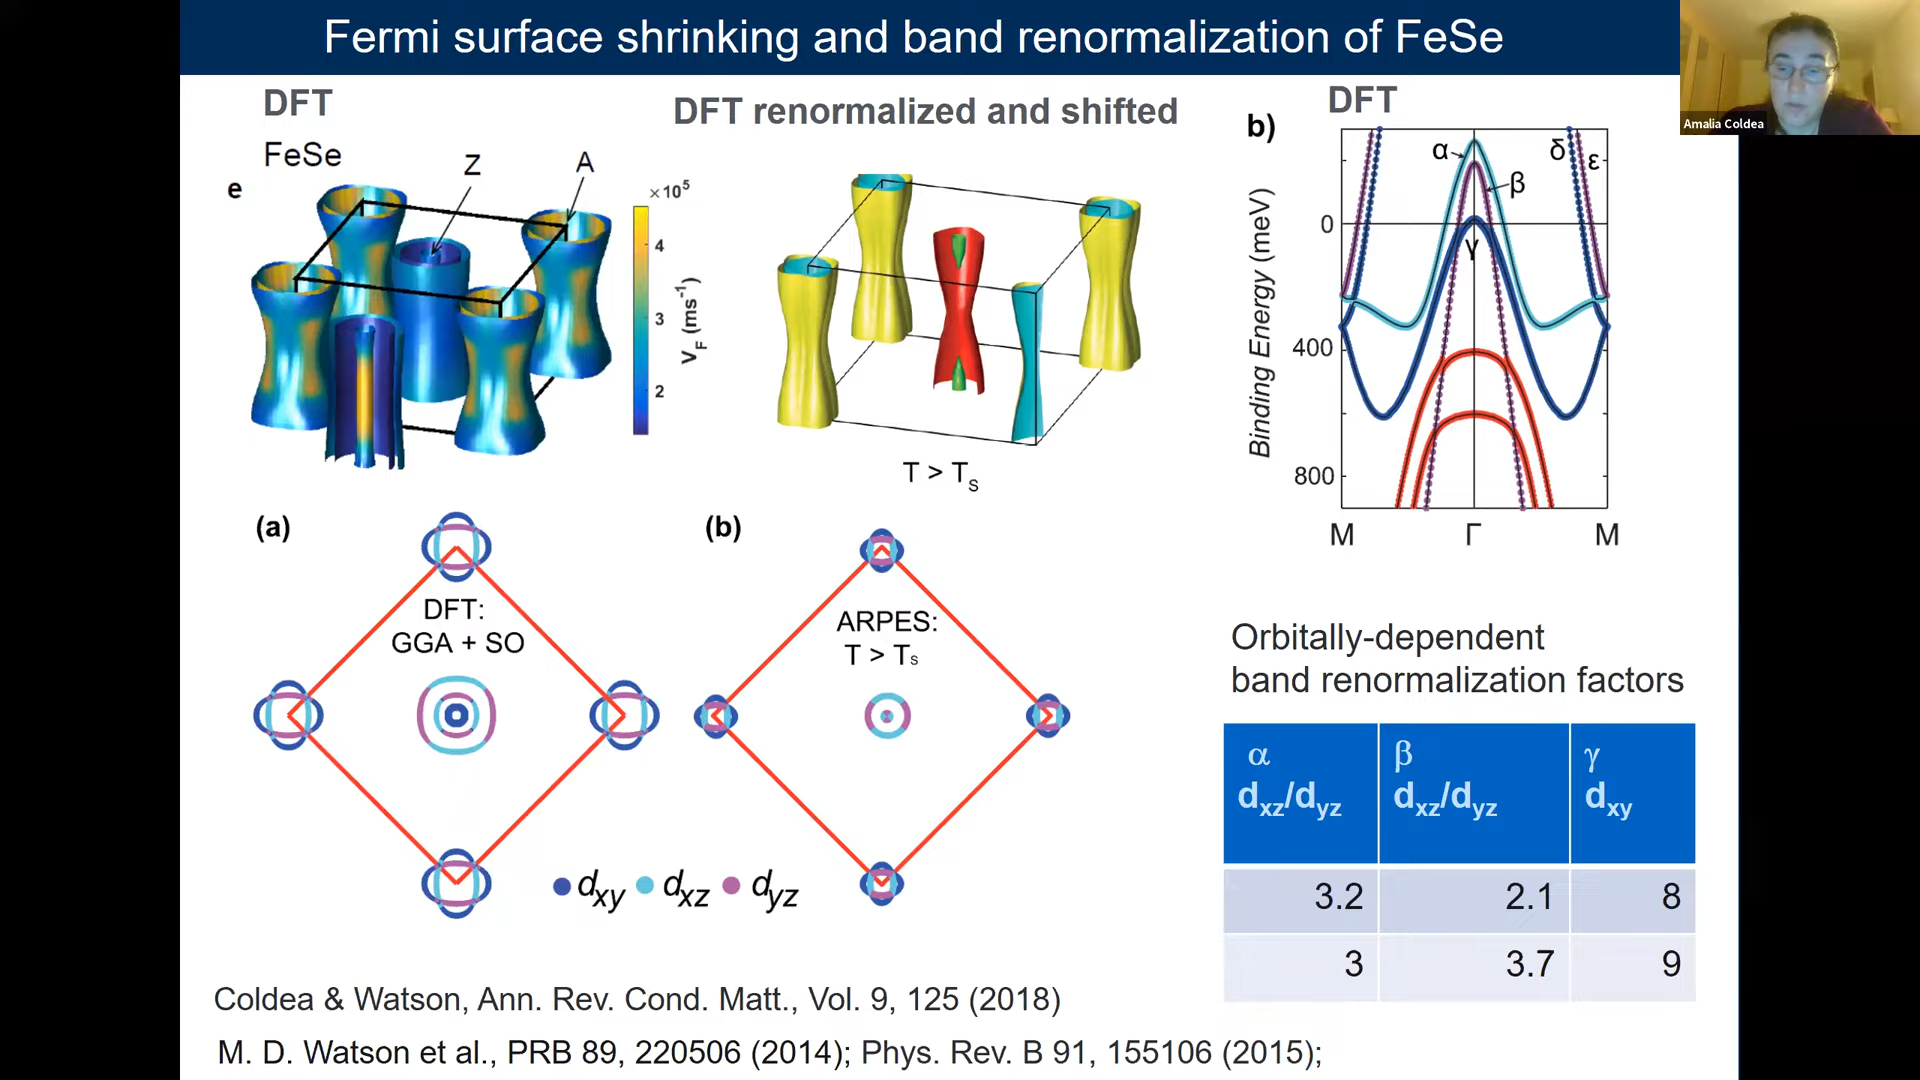 Fermi surface shrinking and band renormalization of FeSe
Amalia Coldea
DFT
FeSe
e
Z
A
×10⁵
4
3
2
V_F (ms⁻¹)
DFT renormalized and shifted
T > T_S
DFT
b)
α
β
γ
δ
ε
0
400
800
Binding Energy (meV)
M
Γ
M
(a)
DFT:
GGA + SO
(b)
ARPES:
T > Tₛ
d_xy d_xz d_yz
Orbitally-dependent
band renormalization factors
α β γ
d_xz/d_yz d_xz/d_yz d_xy
3.2 2.1 8
3 3.7 9
Coldea & Watson, Ann. Rev. Cond. Matt., Vol. 9, 125 (2018)
M. D. Watson et al., PRB 89, 220506 (2014); Phys. Rev. B 91, 155106 (2015);